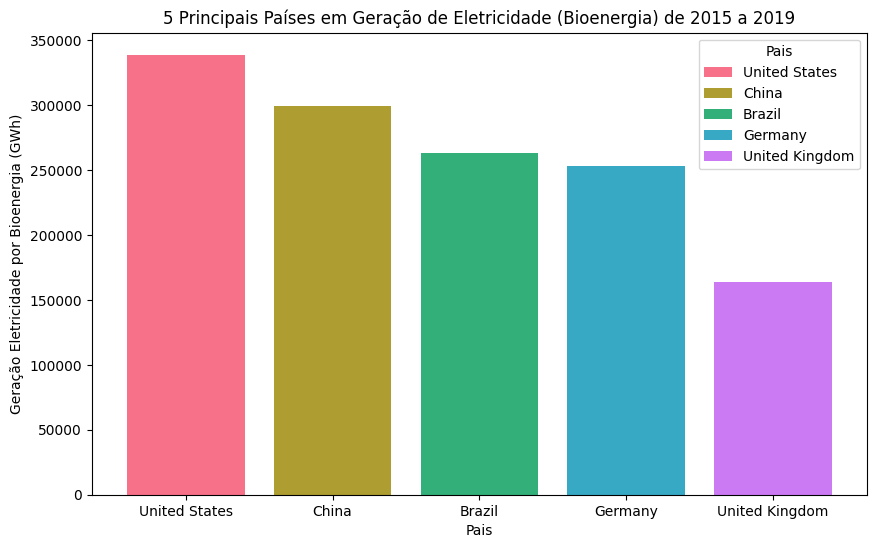 5 Principais Países em Geração de Eletricidade (Bioenergia) de 2015 a 2019
Geração Eletricidade por Bioenergia (GWh)
350000
300000
250000
200000
150000
100000
50000
0
Pais
United States
China
Brazil
Germany
United Kingdom
United States
China
Brazil
Germany
United Kingdom
Pais